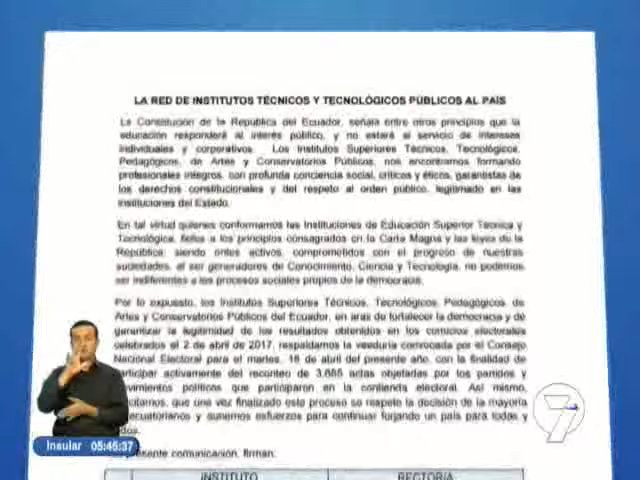 LA RED DE INSTITUTOS TÉCNICOS Y TECNOLÓGICOS PÚBLICOS AL PAÍS
La Constitución de la República del Ecuador, señala entre otros principios que la
educación responderá al interés público, y no estará al servicio de intereses
individuales y corporativos. Los Institutos Superiores Técnicos, Tecnológicos,
Pedagógicos, de Artes y Conservatorios Públicos, nos encontramos formando
profesionales íntegros, con profunda conciencia social, críticos y éticos, garantistas de
los derechos constitucionales y del respeto al orden público, legitimado en las
instituciones del Estado.
En tal virtud quienes conformamos las Instituciones de Educación Superior Técnica y
Tecnológica, fieles a los principios consagrados en la Carta Magna y las leyes de la
República, siendo entes activos, comprometidos con el progreso de nuestras
sociedades, al ser generadores de Conocimiento, Ciencia y Tecnología, no podemos
ser indiferentes a los procesos sociales propios de la democracia.
Por lo expuesto, los Institutos Superiores Técnicos, Tecnológicos, Pedagógicos, de
Artes y Conservatorios Públicos del Ecuador, en aras de fortalecer la democracia y de
garantizar la legitimidad de los resultados obtenidos en los comicios electorales
celebrados el 2 de abril de 2017, respaldamos la veeduría convocada por el Consejo
Nacional Electoral para el martes, 18 de abril del presente año, con la finalidad de
participar activamente del reconteo de 3.865 actas objetadas por los partidos y
movimientos políticos que participaron en la contienda electoral. Así mismo,
que una vez finalizado este proceso se respete la decisión de la mayoría
ecuatorianos y aunemos esfuerzos para continuar forjando un país para todas y
presente comunicación, firman:
INSTITUTO RECTOR/A
Insular 05:45:37
7